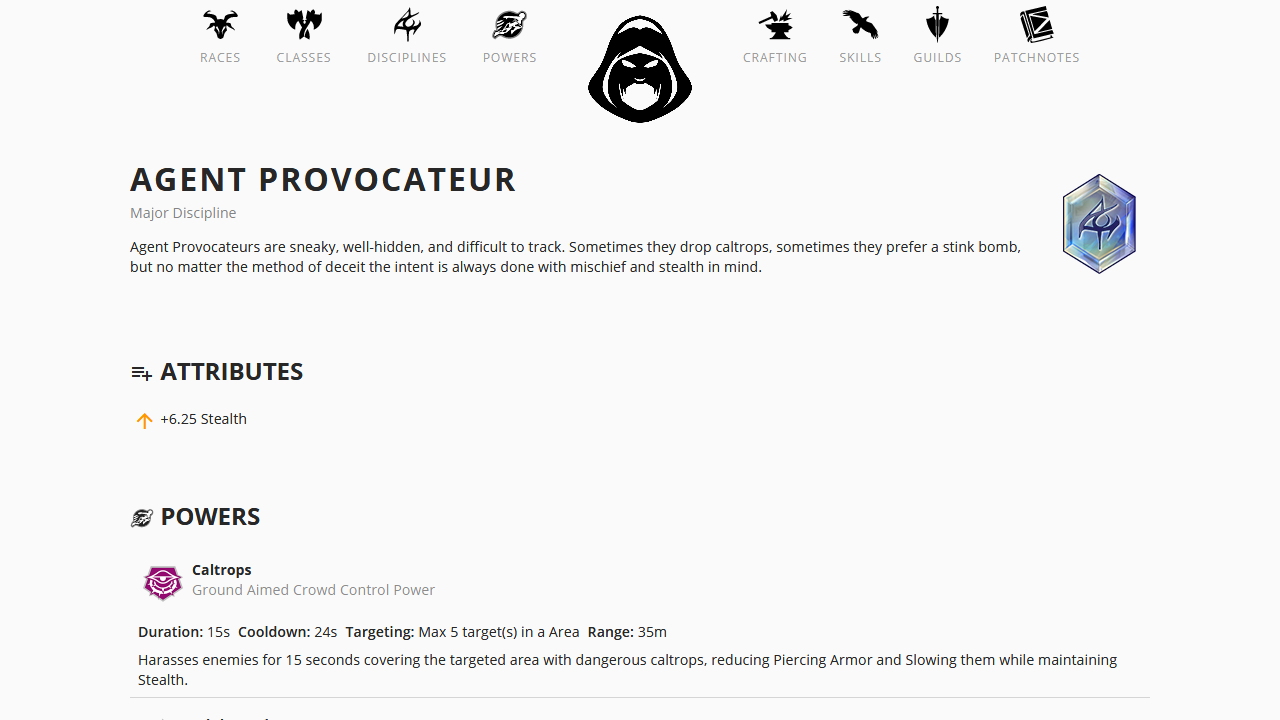 RACES
CLASSES
DISCIPLINES
POWERS
CRAFTING
SKILLS
GUILDS
PATCHNOTES
AGENT PROVOCATEUR
Major Discipline
Agent Provocateurs are sneaky, well-hidden, and difficult to track. Sometimes they drop caltrops, sometimes they prefer a stink bomb,
but no matter the method of deceit the intent is always done with mischief and stealth in mind.
ATTRIBUTES
+6.25 Stealth
POWERS
Caltrops
Ground Aimed Crowd Control Power
Duration: 15s Cooldown: 24s Targeting: Max 5 target(s) in a Area Range: 35m
Harasses enemies for 15 seconds covering the targeted area with dangerous caltrops, reducing Piercing Armor and Slowing them while maintaining
Stealth.